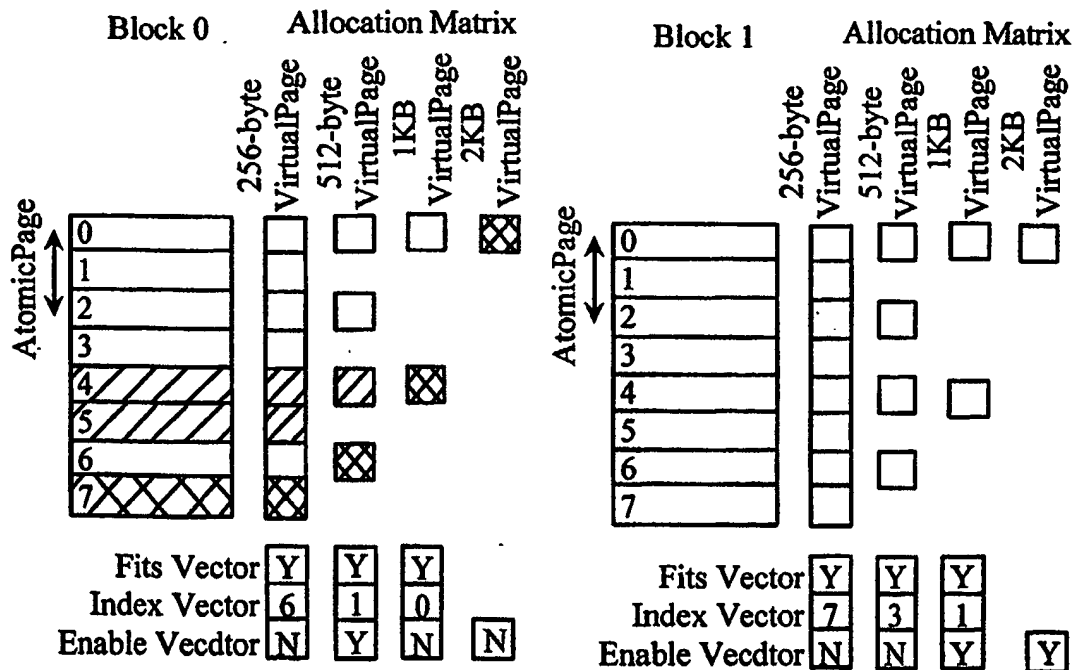 Block 0
Allocation Matrix
256-byte
VirtualPage
512-byte
VirtualPage
1KB
VirtualPage
2KB
VirtualPage
AtomicPage
0
1
2
3
4
5
6
7
Fits Vector Y Y Y
Index Vector 6 1 0
Enable Vecdtor N Y N N
Block 1
Allocation Matrix
256-byte
VirtualPage
512-byte
VirtualPage
1KB
VirtualPage
2KB
VirtualPage
AtomicPage
0
1
2
3
4
5
6
7
Fits Vector Y Y Y
Index Vector 7 3 1
Enable Vecdtor N N Y Y